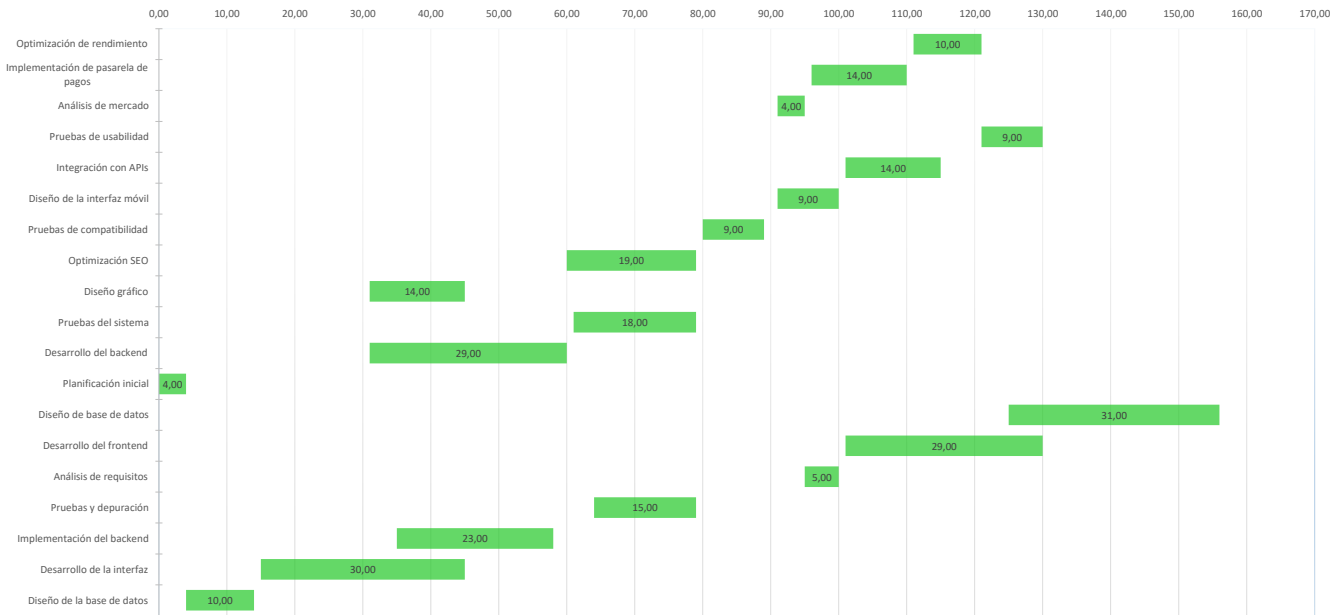 0,00 10,00 20,00 30,00 40,00 50,00 60,00 70,00 80,00 90,00 100,00 110,00 120,00 130,00 140,00 150,00 160,00 170,00
Optimización de rendimiento 10,00
Implementación de pasarela de
pagos 14,00
Análisis de mercado 4,00
Pruebas de usabilidad 9,00
Integración con APIs 14,00
Diseño de la interfaz móvil 9,00
Pruebas de compatibilidad 9,00
Optimización SEO 19,00
Diseño gráfico 14,00
Pruebas del sistema 18,00
Desarrollo del backend 29,00
Planificación inicial 4,00
Diseño de base de datos 31,00
Desarrollo del frontend 29,00
Análisis de requisitos 5,00
Pruebas y depuración 15,00
Implementación del backend 23,00
Desarrollo de la interfaz 30,00
Diseño de la base de datos 10,00